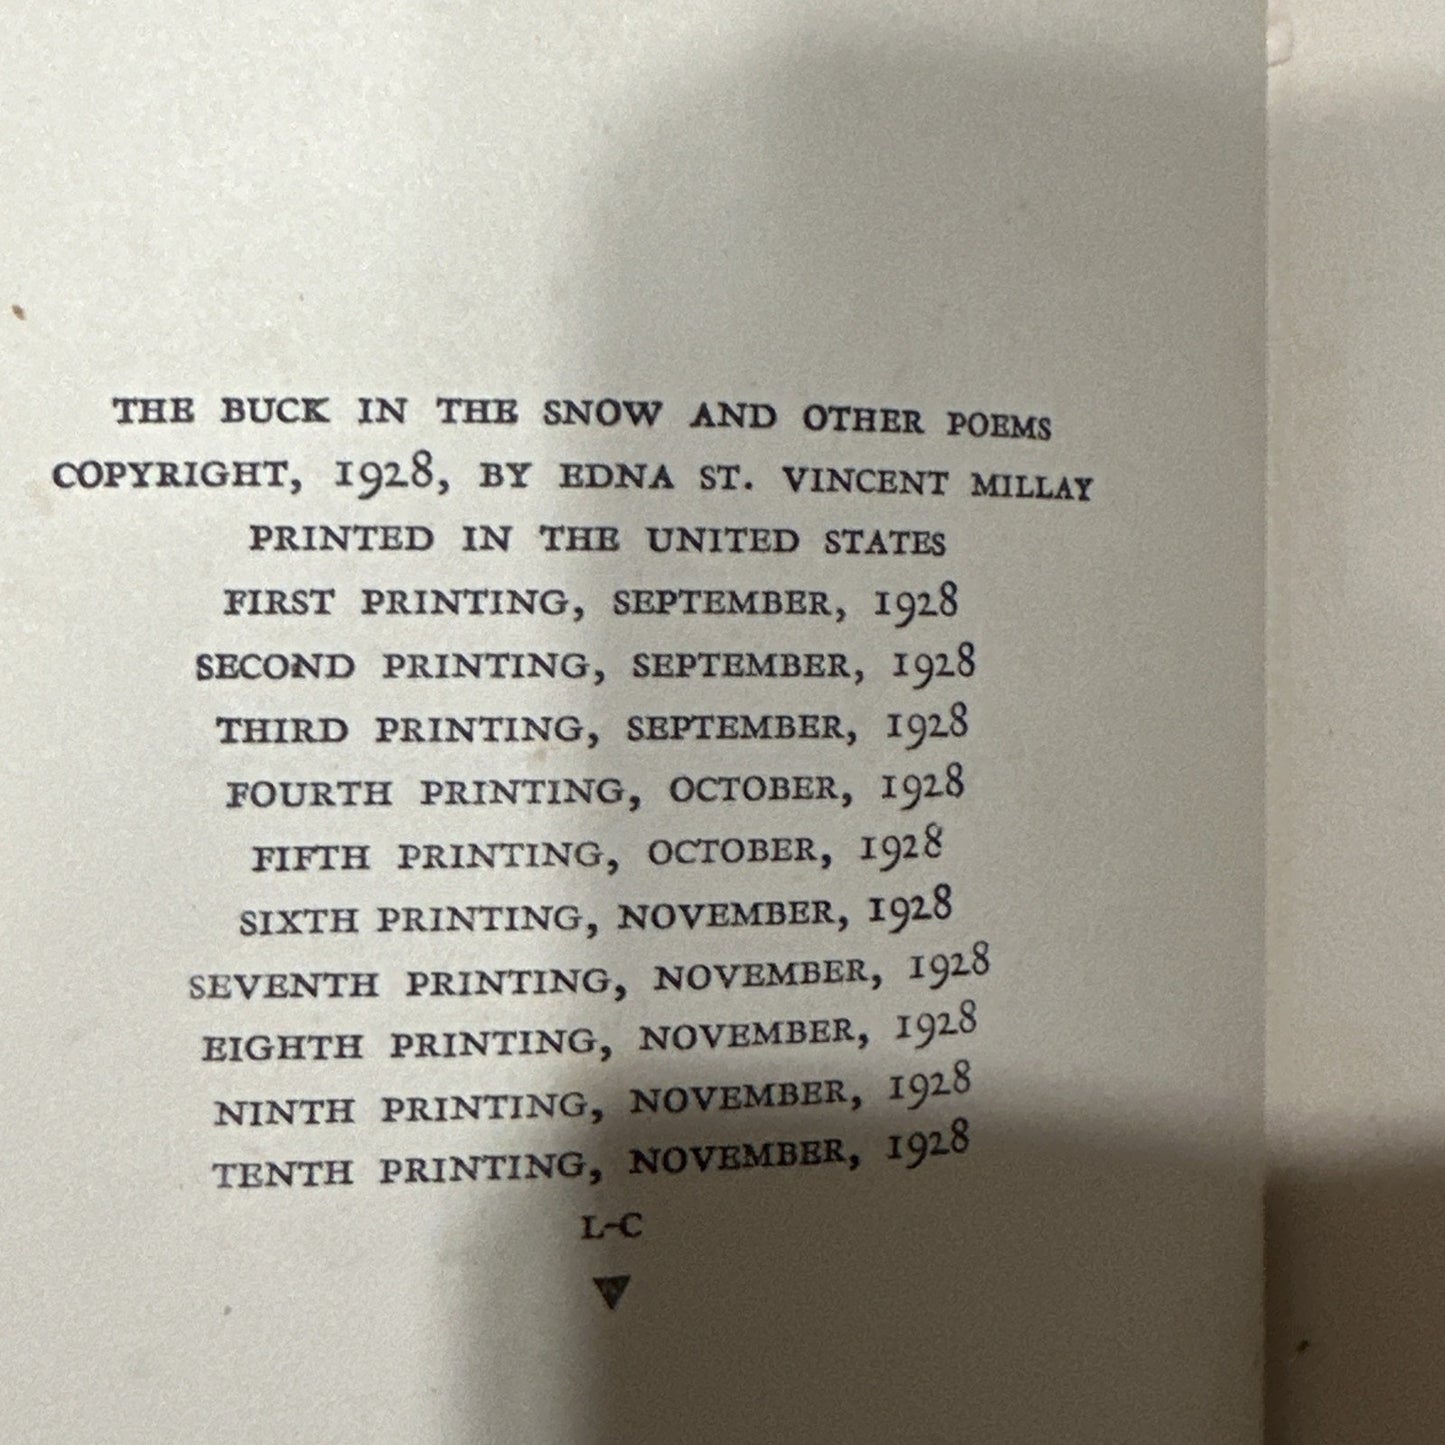 THE BUCK IN THE SNOW AND OTHER POEMS
COPYRIGHT, 1928, BY EDNA ST. VINCENT MILLAY
PRINTED IN THE UNITED STATES
FIRST PRINTING, SEPTEMBER, 1928
SECOND PRINTING, SEPTEMBER, 1928
THIRD PRINTING, SEPTEMBER, 1928
FOURTH PRINTING, OCTOBER, 1928
FIFTH PRINTING, OCTOBER, 1928
SIXTH PRINTING, NOVEMBER, 1928
SEVENTH PRINTING, NOVEMBER, 1928
EIGHTH PRINTING, NOVEMBER, 1928
NINTH PRINTING, NOVEMBER, 1928
TENTH PRINTING, NOVEMBER, 1928
L-C